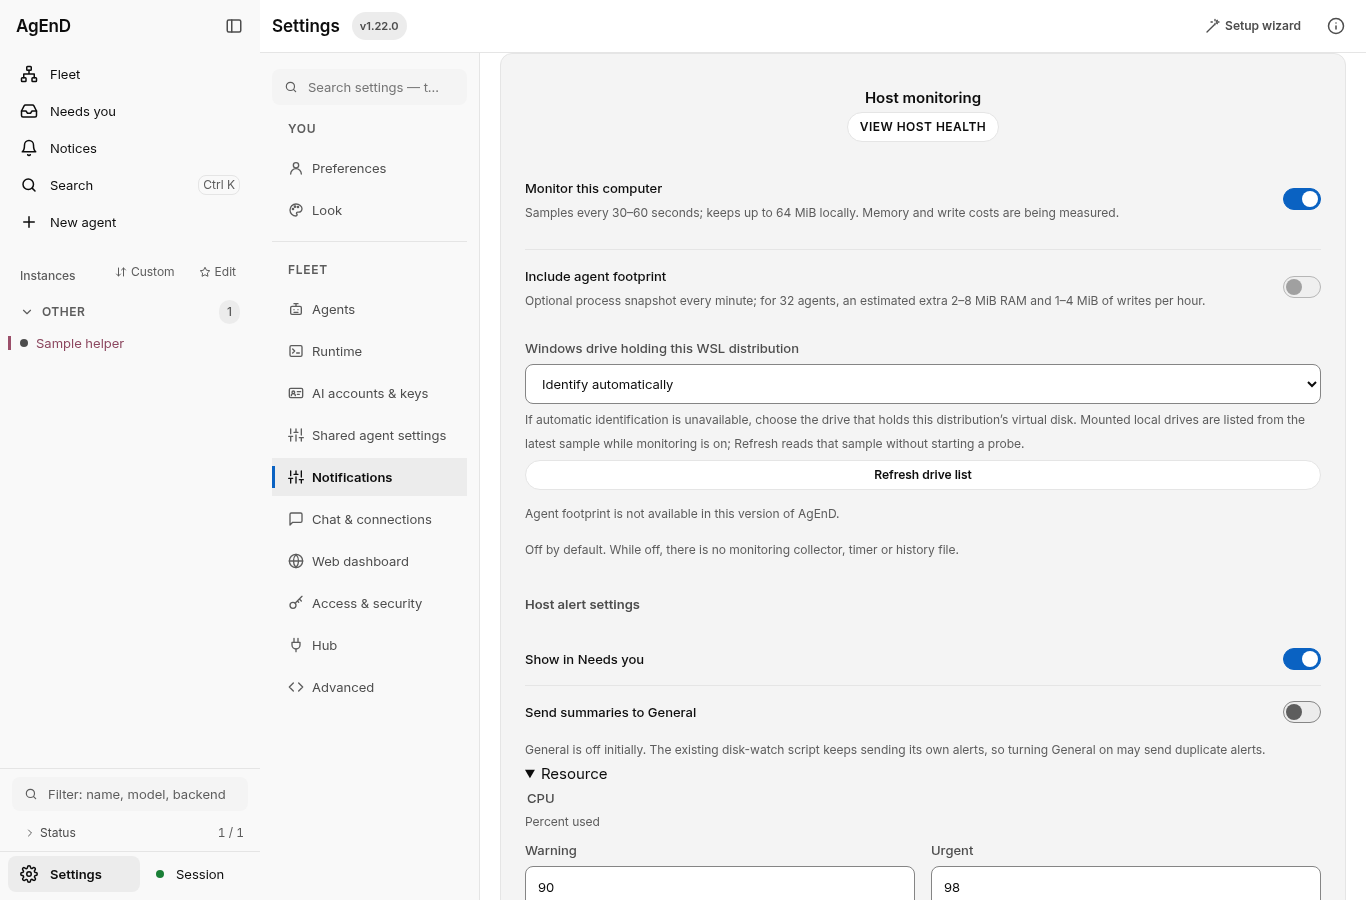 AgEnD
Fleet
Needs you
Notices
Search
Ctrl K
New agent
Instances
Custom
Edit
OTHER
1
Sample helper
Filter: name, model, backend
Status
1 / 1
Settings
Session
Settings
v1.22.0
Setup wizard
Search settings — t...
YOU
Preferences
Look
FLEET
Agents
Runtime
AI accounts & keys
Shared agent settings
Notifications
Chat & connections
Web dashboard
Access & security
Hub
Advanced
Host monitoring
VIEW HOST HEALTH
Monitor this computer
Samples every 30–60 seconds; keeps up to 64 MiB locally. Memory and write costs are being measured.
Include agent footprint
Optional process snapshot every minute; for 32 agents, an estimated extra 2–8 MiB RAM and 1–4 MiB of writes per hour.
Windows drive holding this WSL distribution
Identify automatically
If automatic identification is unavailable, choose the drive that holds this distribution’s virtual disk. Mounted local drives are listed from the
latest sample while monitoring is on; Refresh reads that sample without starting a probe.
Refresh drive list
Agent footprint is not available in this version of AgEnD.
Off by default. While off, there is no monitoring collector, timer or history file.
Host alert settings
Show in Needs you
Send summaries to General
General is off initially. The existing disk-watch script keeps sending its own alerts, so turning General on may send duplicate alerts.
Resource
CPU
Percent used
Warning
Urgent
90
98